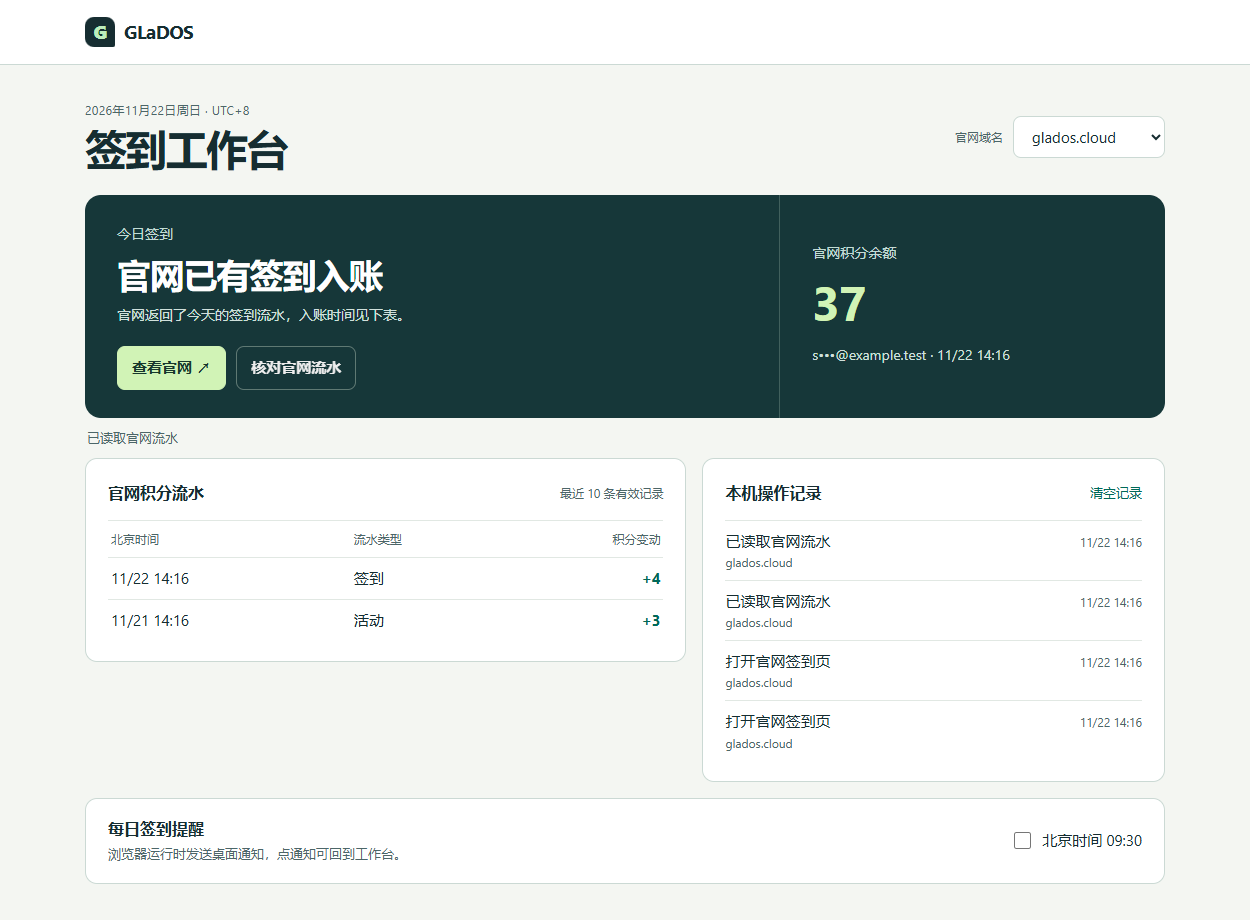 G GLaDOS
2026年11月22日周日 · UTC+8
签到工作台
官网域名 glados.cloud
今日签到
官网已有签到入账
官网返回了今天的签到流水，入账时间见下表。
查看官网 ↗ 核对官网流水
官网积分余额
37
s•••@example.test · 11/22 14:16
已读取官网流水
官网积分流水 最近 10 条有效记录
北京时间 流水类型 积分变动
11/22 14:16 签到 +4
11/21 14:16 活动 +3
本机操作记录 清空记录
已读取官网流水 11/22 14:16
glados.cloud
已读取官网流水 11/22 14:16
glados.cloud
打开官网签到页 11/22 14:16
glados.cloud
打开官网签到页 11/22 14:16
glados.cloud
每日签到提醒
浏览器运行时发送桌面通知，点通知可回到工作台。
北京时间 09:30